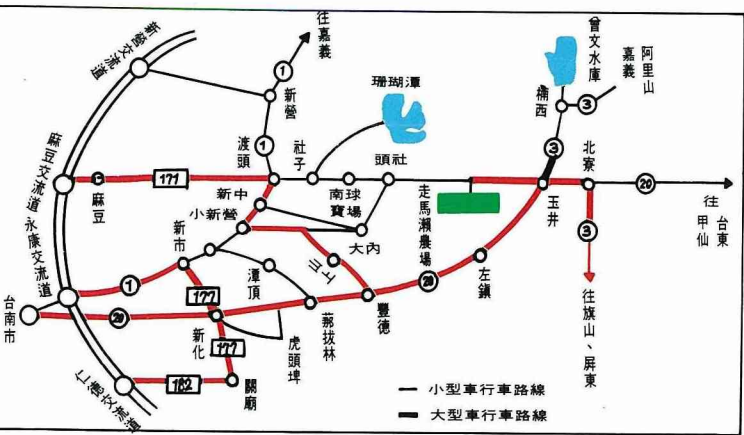 新營交流道
往嘉義
1
新營
1
渡頭
社子
珊瑚潭
頭社
南球賓場
曾文水庫
嘉義
阿里山
楠西
3
3
北寮
20
往
台東
甲仙
玉井
3
往旗山、屏東
麻豆交流道
麻豆
171
新中
小新營
大內
走馬瀨農場
永康交流道
新市
1
潭頂
177
左鎮
20
豐德
台南市
20
新化
177
虎頭埤
那拔林
仁德交流道
182
關廟
小型車行車路線
大型車行車路線